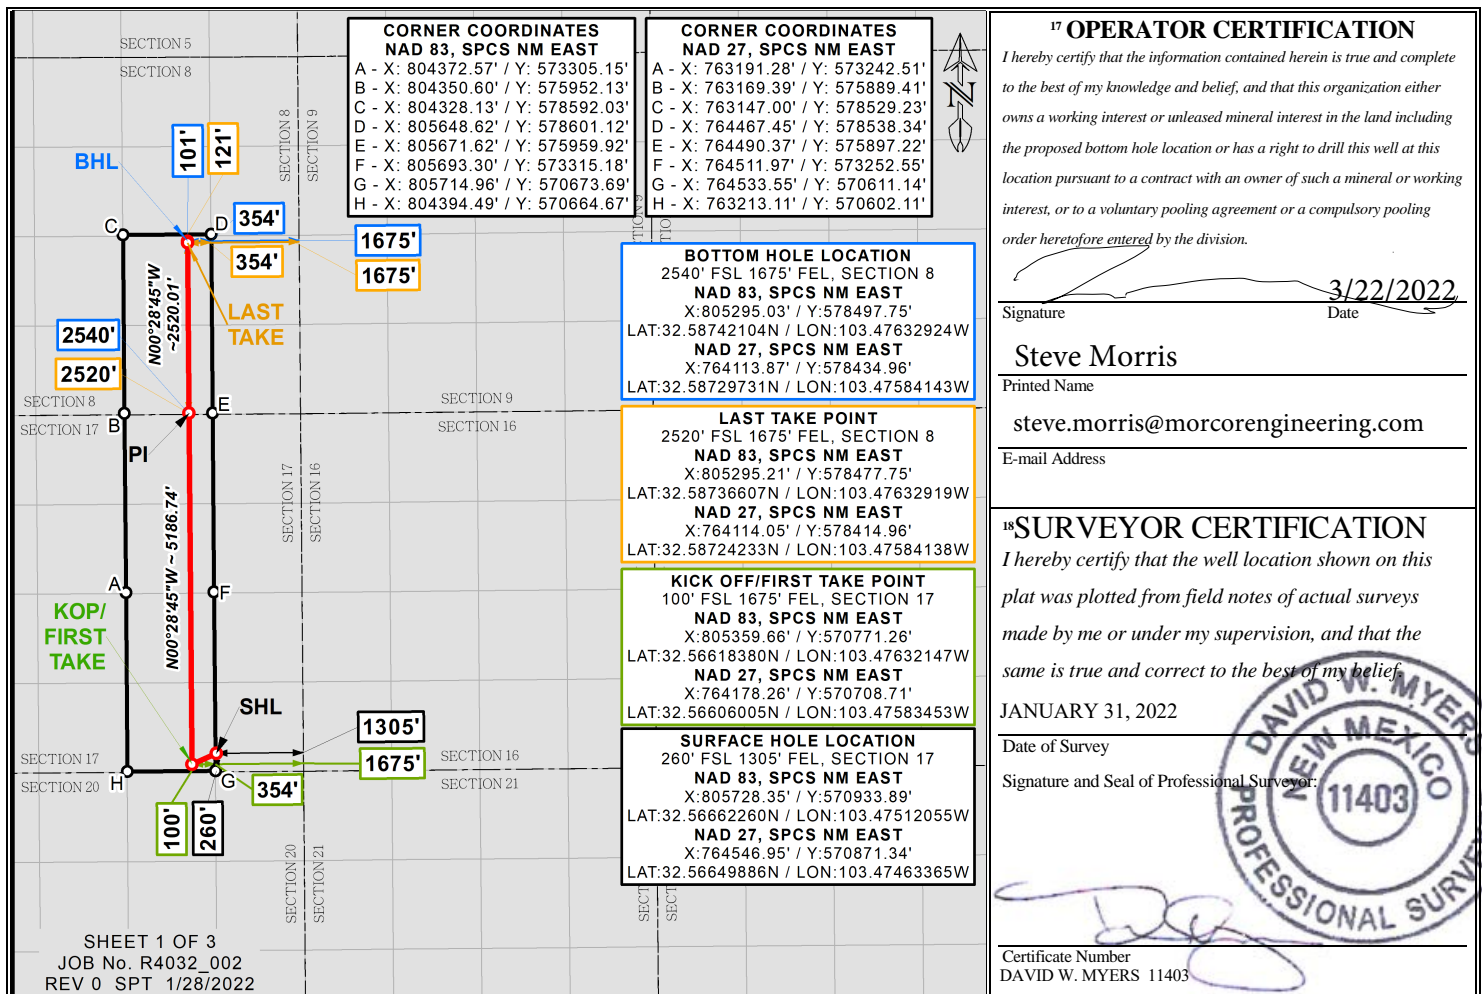 SECTION 5
SECTION 8
SECTION 8
SECTION 9
CORNER COORDINATES
NAD 83, SPCS NM EAST
A - X: 804372.57' / Y: 573305.15'
B - X: 804350.60' / Y: 575952.13'
C - X: 804328.13' / Y: 578592.03'
D - X: 805648.62' / Y: 578601.12'
E - X: 805671.62' / Y: 575959.92'
F - X: 805693.30' / Y: 573315.18'
G - X: 805714.96' / Y: 570673.69'
H - X: 804394.49' / Y: 570664.67'
CORNER COORDINATES
NAD 27, SPCS NM EAST
A - X: 763191.28' / Y: 573242.51'
B - X: 763169.39' / Y: 575889.41'
C - X: 763147.00' / Y: 578529.23'
D - X: 764467.45' / Y: 578538.34'
E - X: 764490.37' / Y: 575897.22'
F - X: 764511.97' / Y: 573252.55'
G - X: 764533.55' / Y: 570611.14'
H - X: 763213.11' / Y: 570602.11'
N
BHL
101'
121'
C
D
354'
354'
1675'
1675'
LAST
TAKE
N00°28'45"W
~2520.01'
2540'
2520'
SECTION 8
SECTION 17
B
E
SECTION 9
SECTION 16
PI
SECTION 17
SECTION 16
N00°28'45"W ~ 5186.74'
A
F
KOP/
FIRST
TAKE
SHL
1305'
1675'
354'
SECTION 17
SECTION 20
H
G
SECTION 16
SECTION 21
100'
260'
SECTION 20
SECTION 21
SHEET 1 OF 3
JOB No. R4032_002
REV 0 SPT 1/28/2022
BOTTOM HOLE LOCATION
2540' FSL 1675' FEL, SECTION 8
NAD 83, SPCS NM EAST
X:805295.03' / Y:578497.75'
LAT:32.58742104N / LON:103.47632924W
NAD 27, SPCS NM EAST
X:764113.87' / Y:578434.96'
LAT:32.58729731N / LON:103.47584143W
LAST TAKE POINT
2520' FSL 1675' FEL, SECTION 8
NAD 83, SPCS NM EAST
X:805295.21' / Y:578477.75'
LAT:32.58736607N / LON:103.47632919W
NAD 27, SPCS NM EAST
X:764114.05' / Y:578414.96'
LAT:32.58724233N / LON:103.47584138W
KICK OFF/FIRST TAKE POINT
100' FSL 1675' FEL, SECTION 17
NAD 83, SPCS NM EAST
X:805359.66' / Y:570771.26'
LAT:32.56618380N / LON:103.47632147W
NAD 27, SPCS NM EAST
X:764178.26' / Y:570708.71'
LAT:32.56606005N / LON:103.47583453W
SURFACE HOLE LOCATION
260' FSL 1305' FEL, SECTION 17
NAD 83, SPCS NM EAST
X:805728.35' / Y:570933.89'
LAT:32.56662260N / LON:103.47512055W
NAD 27, SPCS NM EAST
X:764546.95' / Y:570871.34'
LAT:32.56649886N / LON:103.47463365W
17 OPERATOR CERTIFICATION
I hereby certify that the information contained herein is true and complete
to the best of my knowledge and belief, and that this organization either
owns a working interest or unleased mineral interest in the land including
the proposed bottom hole location or has a right to drill this well at this
location pursuant to a contract with an owner of such a mineral or working
interest, or to a voluntary pooling agreement or a compulsory pooling
order heretofore entered by the division.
3/22/2022
Signature Date
Steve Morris
Printed Name
steve.morris@morcorengineering.com
E-mail Address
18SURVEYOR CERTIFICATION
I hereby certify that the well location shown on this
plat was plotted from field notes of actual surveys
made by me or under my supervision, and that the
same is true and correct to the best of my belief.
JANUARY 31, 2022
Date of Survey
Signature and Seal of Professional Surveyor:
DAVID W. MYERS
NEW MEXICO
11403
PROFESSIONAL
Certificate Number
DAVID W. MYERS 11403